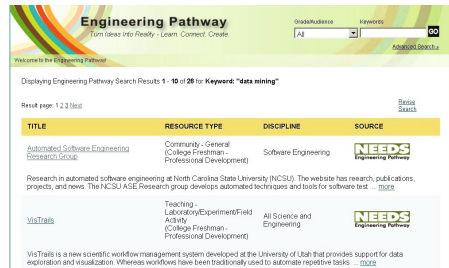 Engineering Pathway
Turn Ideas Into Reality - Learn. Connect. Create.
Grade/Audience
Keywords
All
GO
Advanced Search »
Welcome to the Engineering Pathway!
Displaying Engineering Pathway Search Results 1 - 10 of 26 for Keyword: "data mining"
Result page: 1 2 3 Next
Revise
Search
TITLE RESOURCE TYPE DISCIPLINE SOURCE
Automated Software Engineering
Research Group
Community - General
(College Freshman -
Professional Development)
Software Engineering
NEEDS
Engineering Pathway
Research in automated software engineering at North Carolina State University (NCSU). The website has research, publications,
projects, and news. The NCSU ASE Research group develops automated techniques and tools for software test ... more
VisTrails
Teaching -
Laboratory/Experiment/Field
Activity
(College Freshman -
Professional Development)
All Science and
Engineering
NEEDS
Engineering Pathway
VisTrails is a new scientific workflow management system developed at the University of Utah that provides support for data
exploration and visualization. Whereas workflows have been traditionally used to automate repetitive tasks ... more